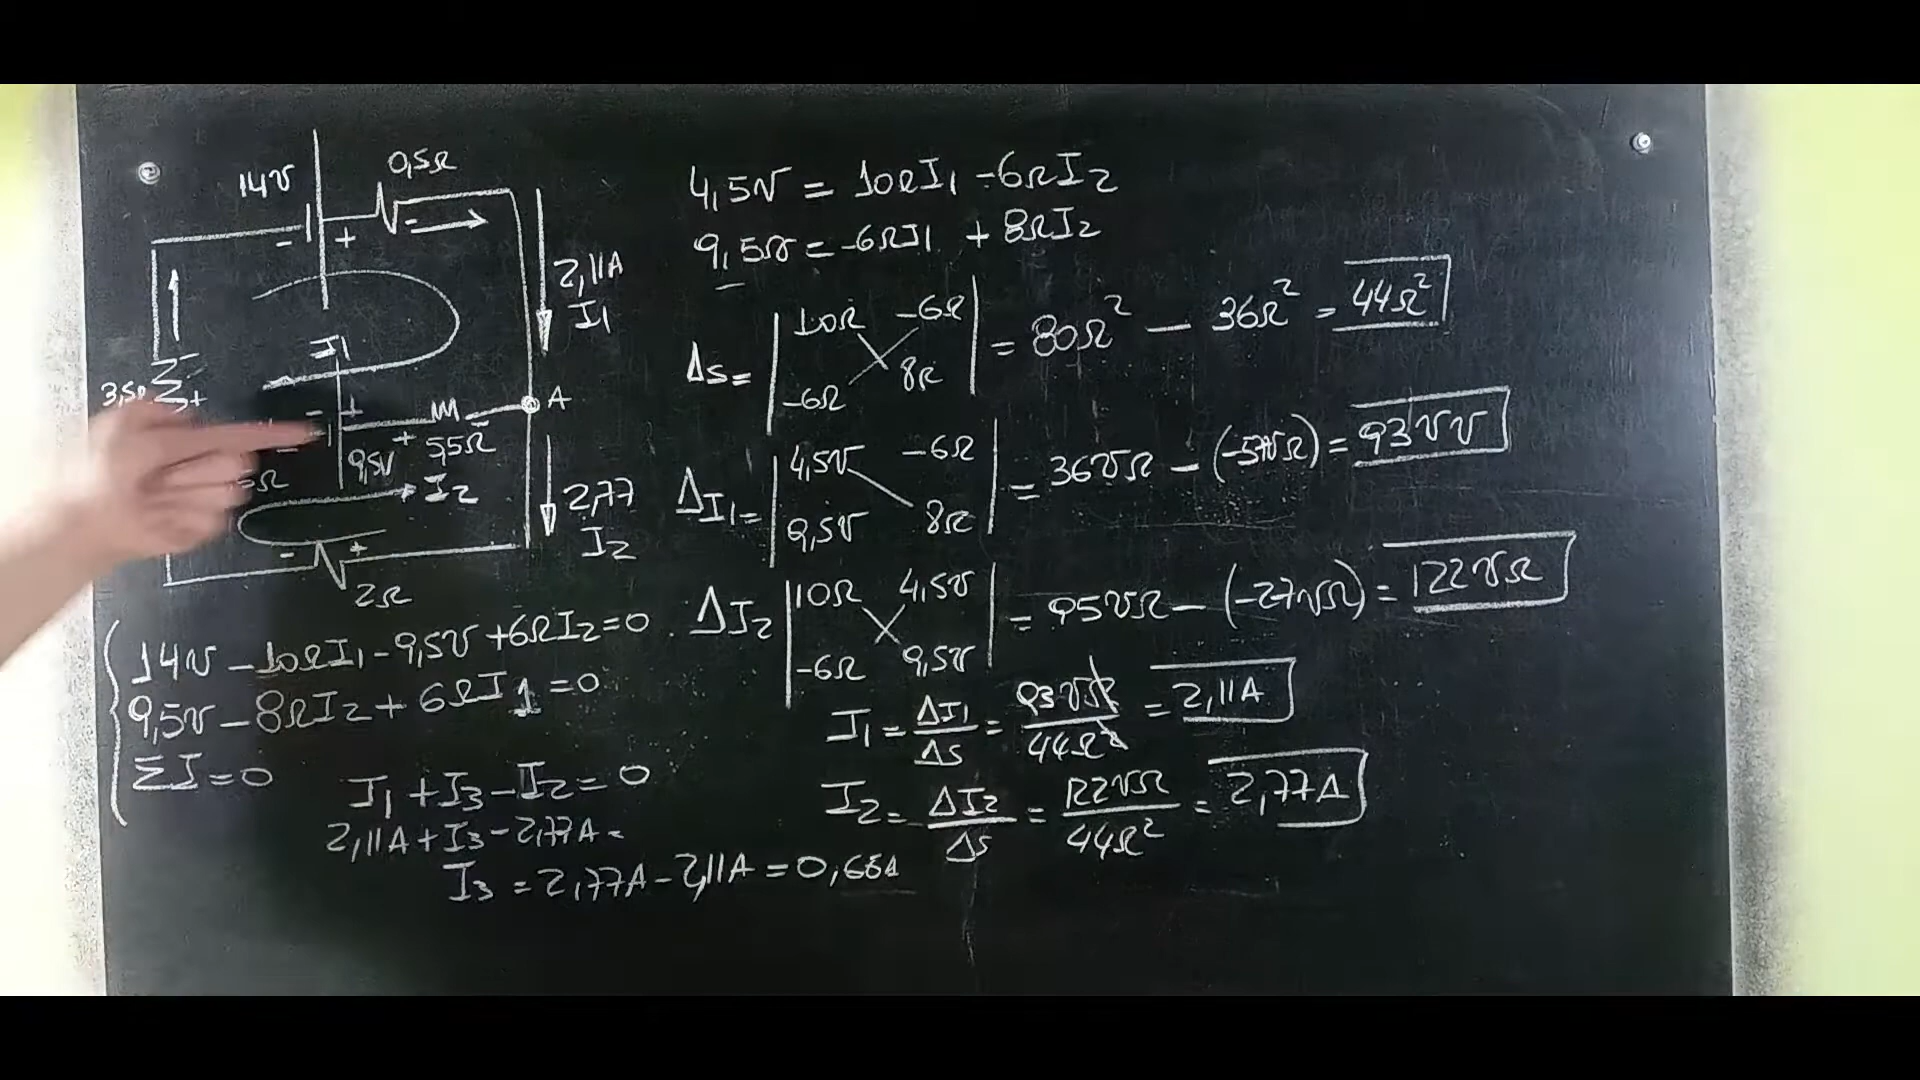 14V
0,5Ω
- +
2,11A
I1
I1
3,5Ω
- +
- +
A
9,5V
+ 5,5Ω -
I2
2,77
I2
- +
2Ω
14V - 10ΩI1 - 9,5V + 6ΩI2 = 0
9,5V - 8ΩI2 + 6ΩI1 = 0
ΣI = 0
I1 + I3 - I2 = 0
2,11A + I3 - 2,77A =
I3 = 2,77A - 2,11A = 0,66A
4,5V = 10ΩI1 - 6ΩI2
9,5V = -6ΩI1 + 8ΩI2
Δs = | 10Ω -6Ω | = 80Ω² - 36Ω² = 44Ω²
-6Ω 8Ω
ΔI1 = | 4,5V -6Ω | = 36VΩ - (-57VΩ) = 93VV
9,5V 8Ω
ΔI2 | 10Ω 4,5V | = 95VΩ - (-27VΩ) = 122VΩ
-6Ω 9,5V
I1 = ΔI1/Δs = 93VΩ/44Ω² = 2,11A
I2 = ΔI2/Δs = 122VΩ/44Ω² = 2,77A